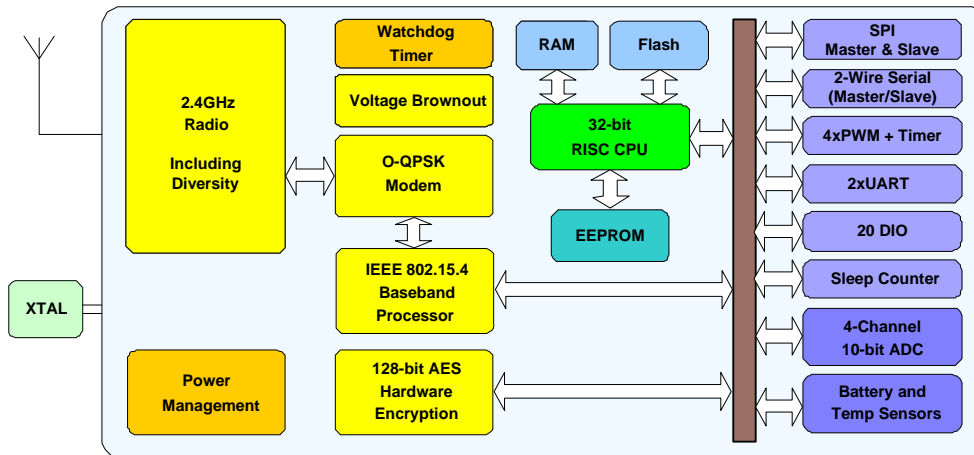 2.4GHz
Radio
Including
Diversity
XTAL
Power
Management
Watchdog
Timer
Voltage Brownout
O-QPSK
Modem
IEEE 802.15.4
Baseband
Processor
128-bit AES
Hardware
Encryption
RAM
Flash
32-bit
RISC CPU
EEPROM
SPI
Master & Slave
2-Wire Serial
(Master/Slave)
4xPWM + Timer
2xUART
20 DIO
Sleep Counter
4-Channel
10-bit ADC
Battery and
Temp Sensors